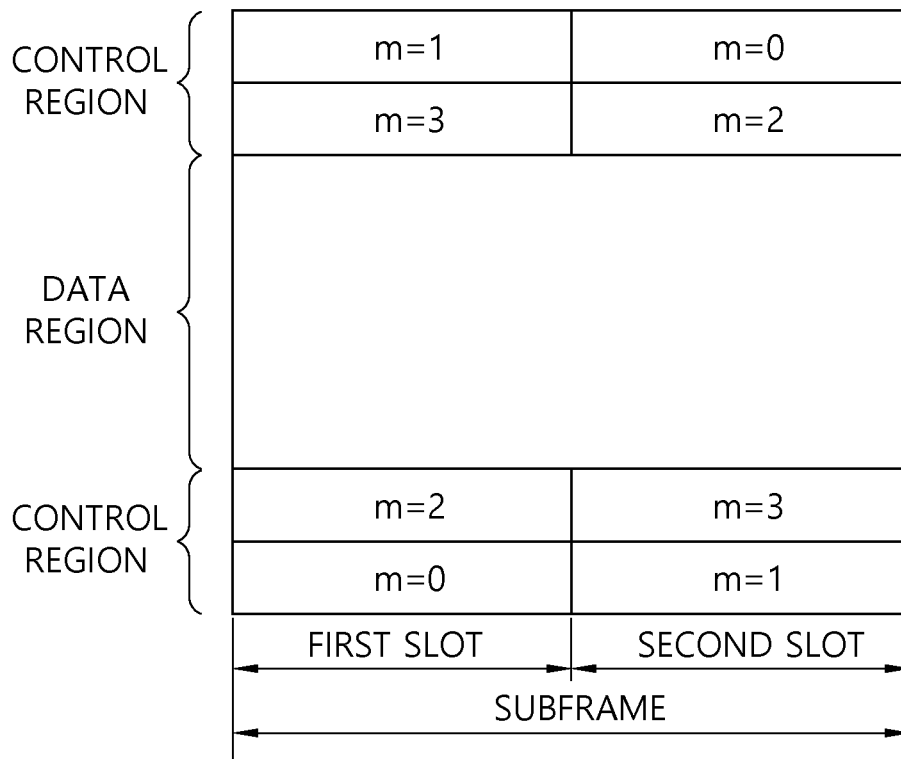 CONTROL
REGION
m=1 m=0
m=3 m=2
DATA
REGION
CONTROL
REGION
m=2 m=3
m=0 m=1
FIRST SLOT SECOND SLOT
SUBFRAME